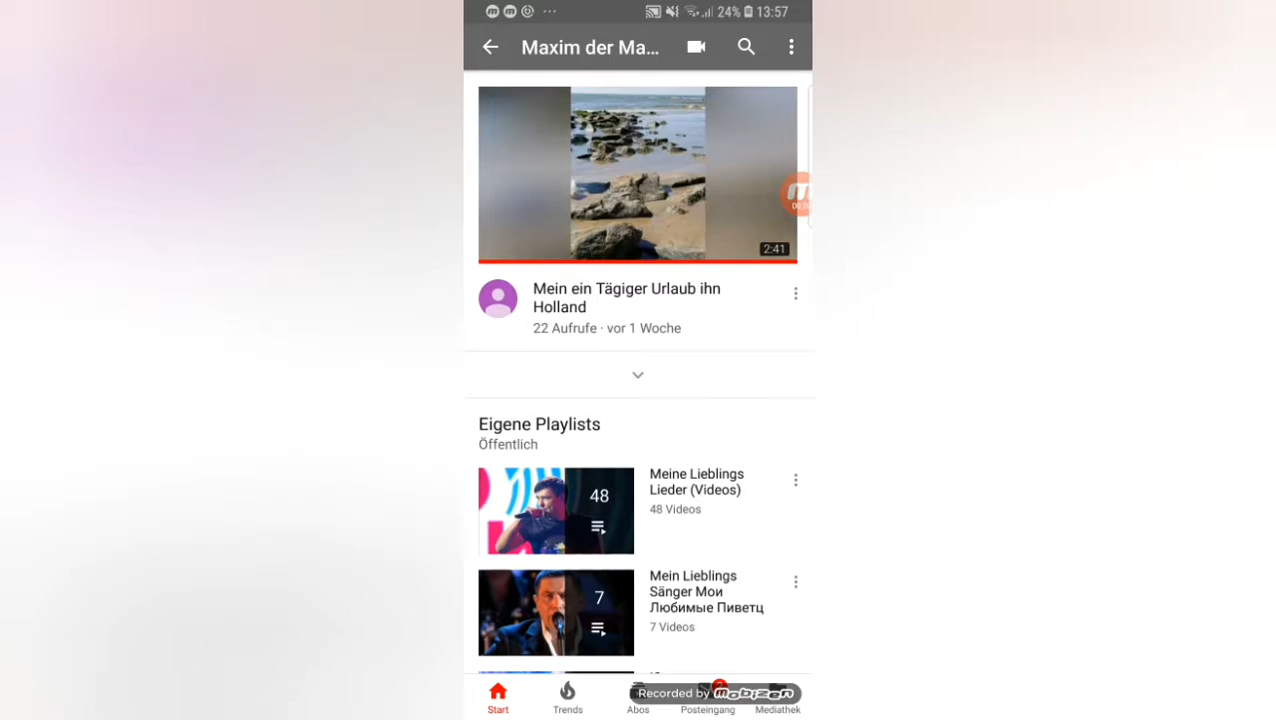 24% 13:57
Maxim der Ma...
2:41
Mein ein Tägiger Urlaub ihn
Holland
22 Aufrufe · vor 1 Woche
Eigene Playlists
Öffentlich
48
Meine Lieblings
Lieder (Videos)
48 Videos
7
Mein Lieblings
Sänger Мои
Любимые Пиветц
7 Videos
Recorded by mobizen
Start
Trends
Abos
Posteingang
Mediathek